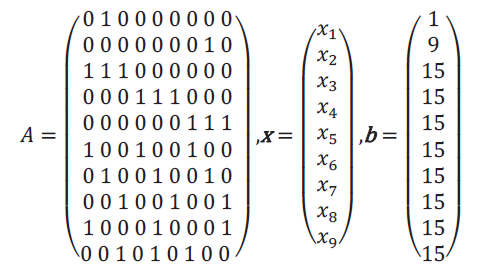 A =
0 1 0 0 0 0 0 0 0
0 0 0 0 0 0 0 1 0
1 1 1 0 0 0 0 0 0
0 0 0 1 1 1 0 0 0
0 0 0 0 0 0 1 1 1
1 0 0 1 0 0 1 0 0
0 1 0 0 1 0 0 1 0
0 0 1 0 0 1 0 0 1
1 0 0 0 1 0 0 0 1
0 0 1 0 1 0 1 0 0
,x =
x₁
x₂
x₃
x₄
x₅
x₆
x₇
x₈
x₉
,b =
1
9
15
15
15
15
15
15
15
15